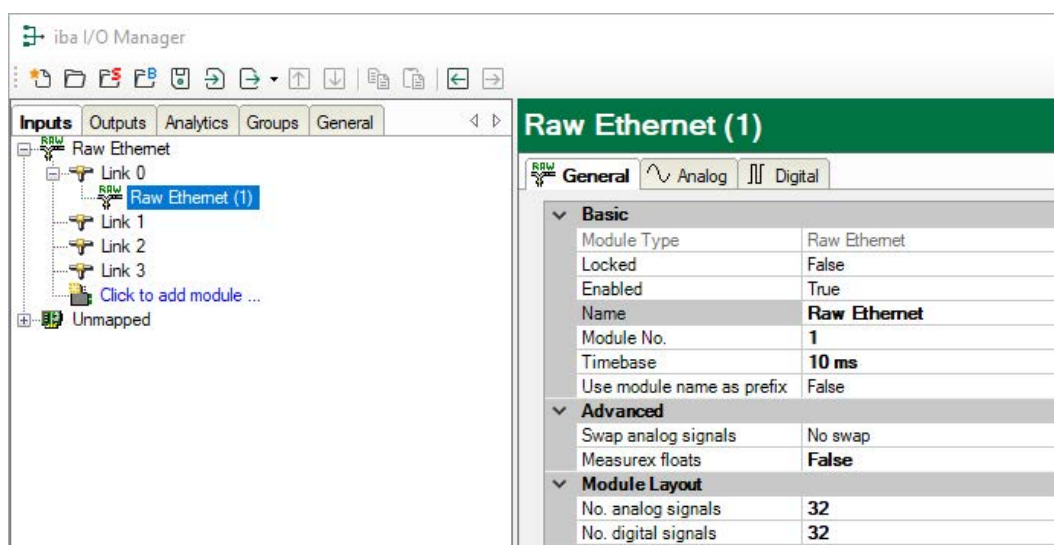 iba I/O Manager
Inputs Outputs Analytics Groups General
RAW Raw Ethernet
Link 0
RAW Raw Ethernet (1)
Link 1
Link 2
Link 3
Click to add module ...
Unmapped
Raw Ethernet (1)
RAW General Analog Digital
Basic
Module Type Raw Ethernet
Locked False
Enabled True
Name Raw Ethernet
Module No. 1
Timebase 10 ms
Use module name as prefix False
Advanced
Swap analog signals No swap
Measurex floats False
Module Layout
No. analog signals 32
No. digital signals 32